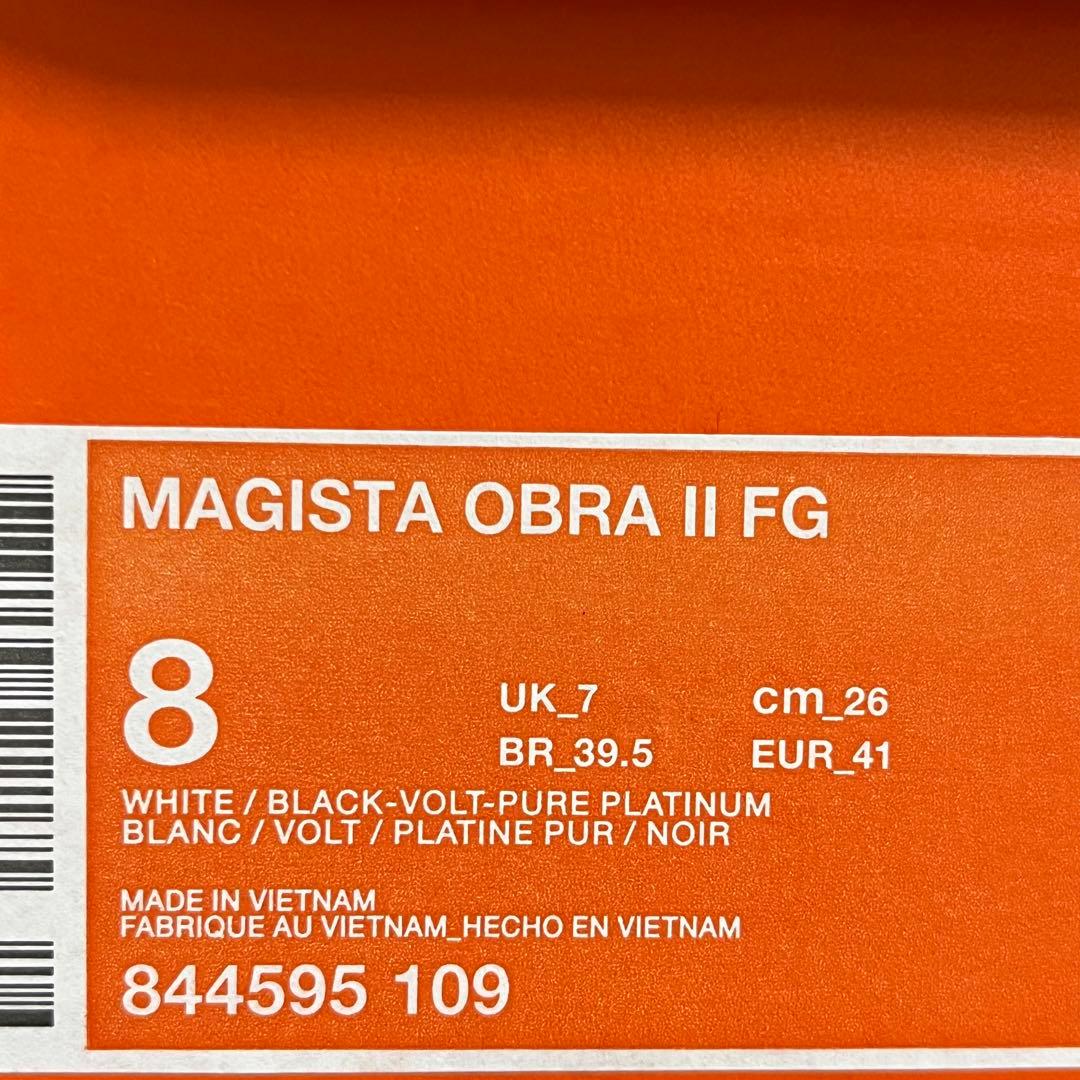 MAGISTA OBRA II FG
8
UK_7 cm_26
BR_39.5 EUR_41
WHITE / BLACK-VOLT-PURE PLATINUM
BLANC / VOLT / PLATINE PUR / NOIR
MADE IN VIETNAM
FABRIQUE AU VIETNAM_HECHO EN VIETNAM
844595 109